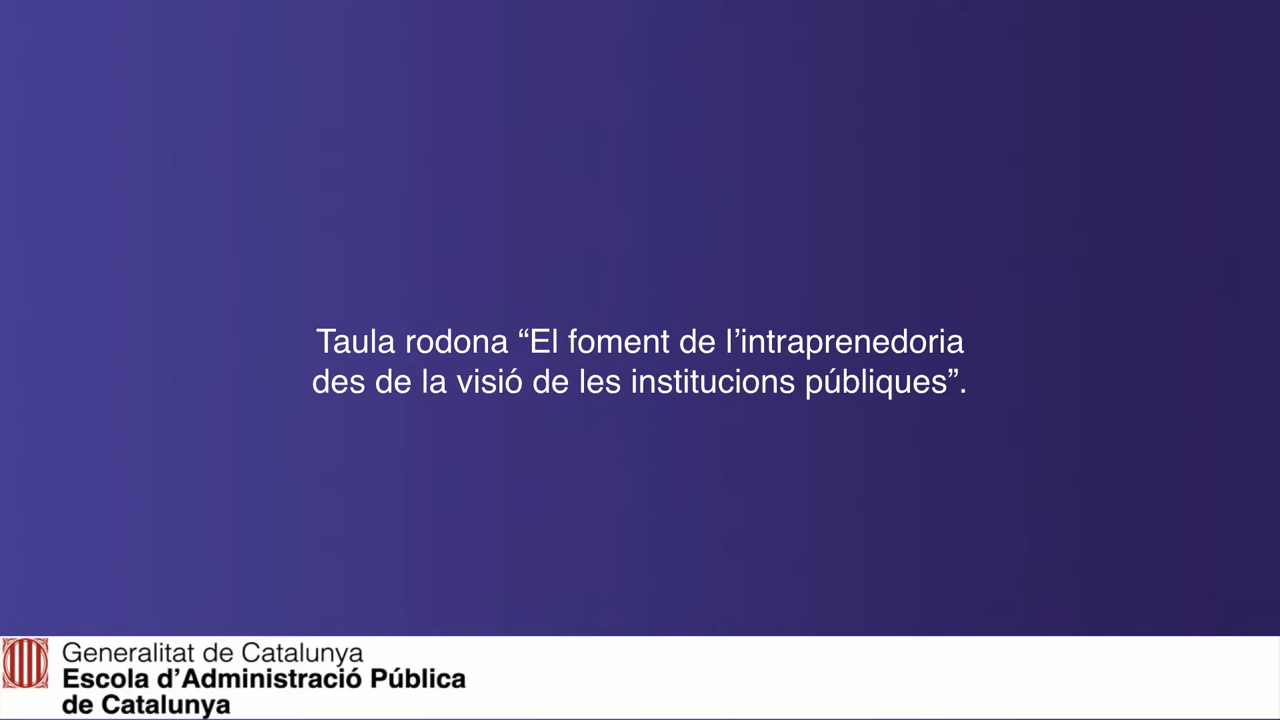 Taula rodona “El foment de l’intraprenedoria
des de la visió de les institucions públiques”.
Generalitat de Catalunya
Escola d’Administració Pública
de Catalunya